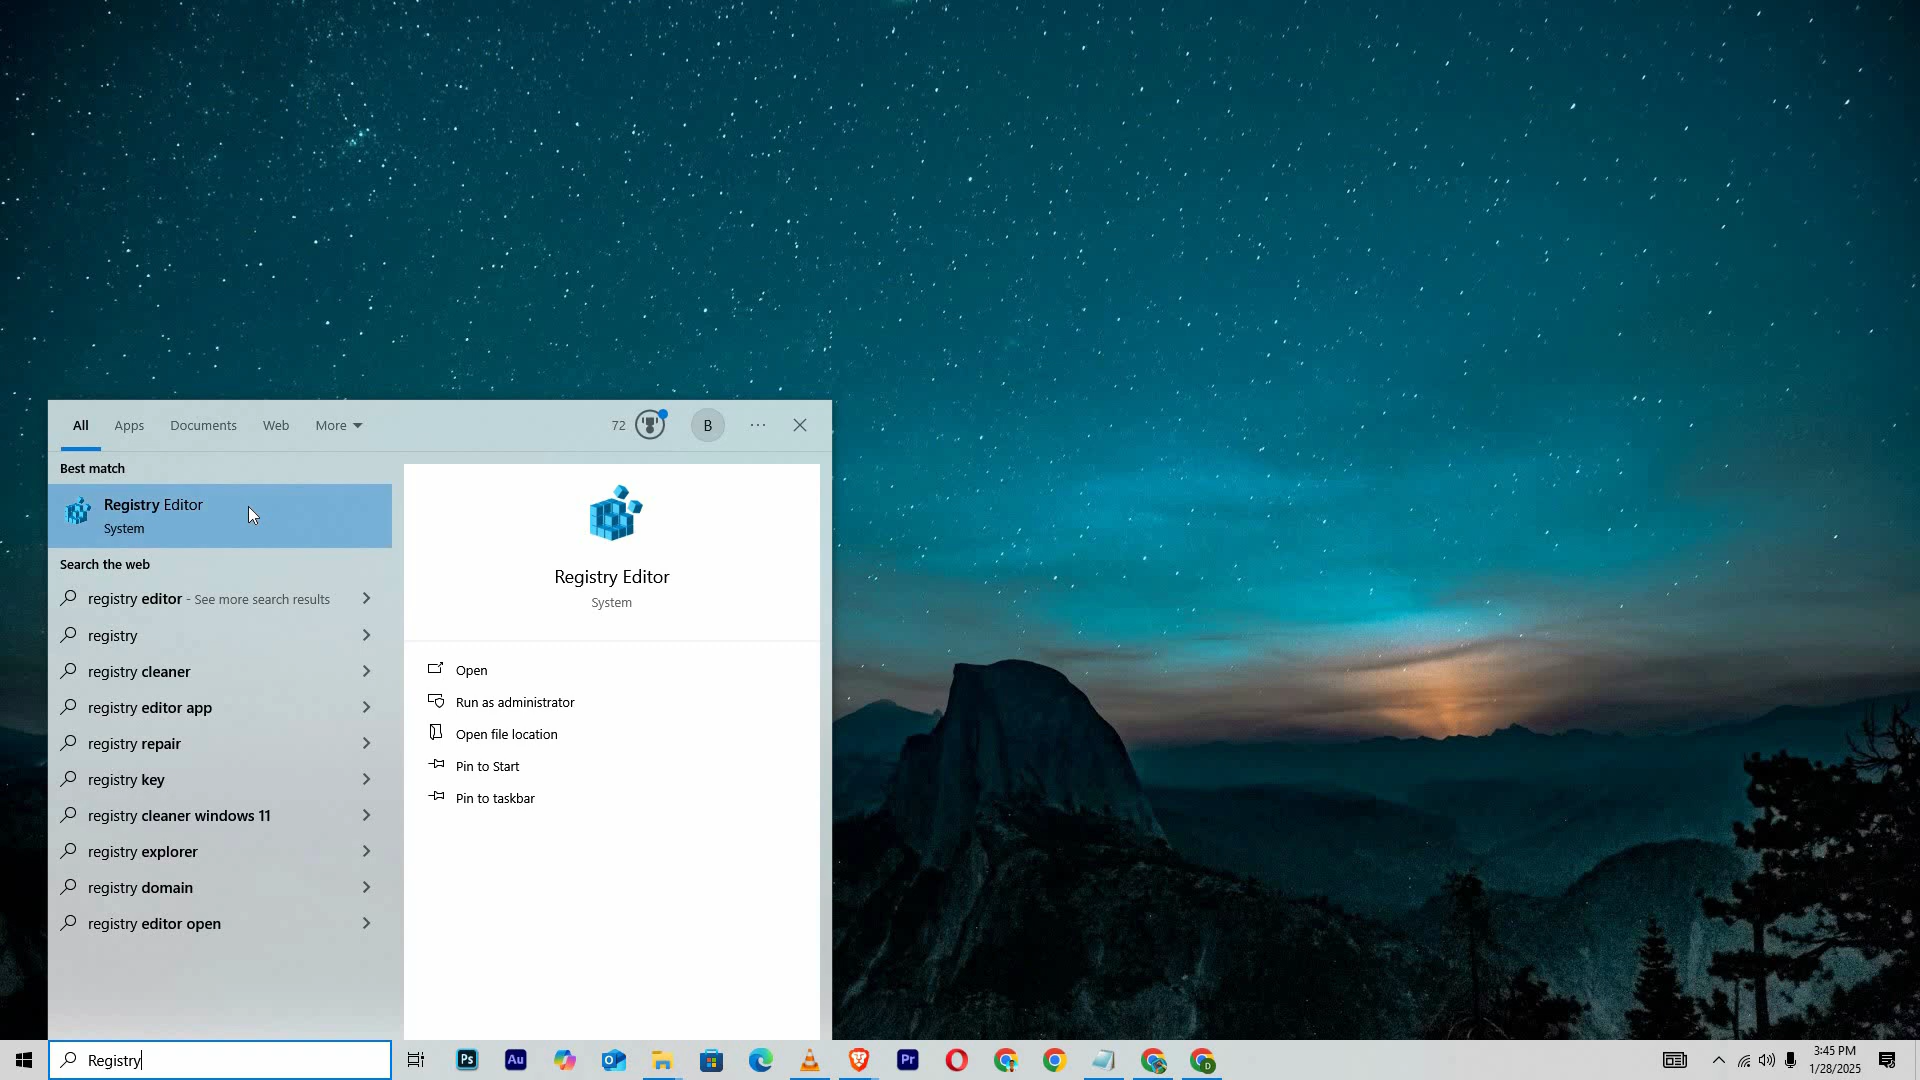 All Apps Documents Web More 72 B
Best match
Registry Editor
System
Search the web
registry editor - See more search results
registry
registry cleaner
registry editor app
registry repair
registry key
registry cleaner windows 11
registry explorer
registry domain
registry editor open
Registry Editor
System
Open
Run as administrator
Open file location
Pin to Start
Pin to taskbar
Registry
Ps Au Pr D
3:45 PM
1/28/2025